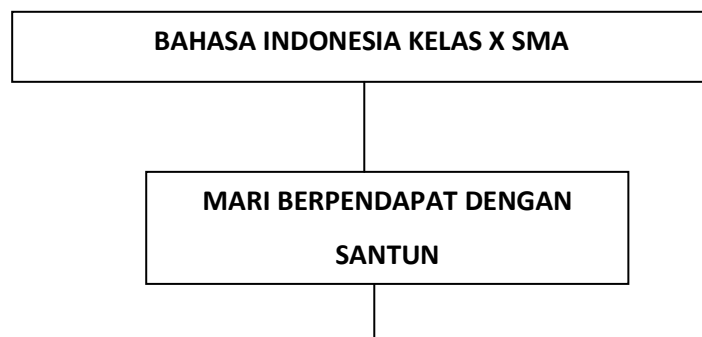 BAHASA INDONESIA KELAS X SMA
MARI BERPENDAPAT DENGAN
SANTUN